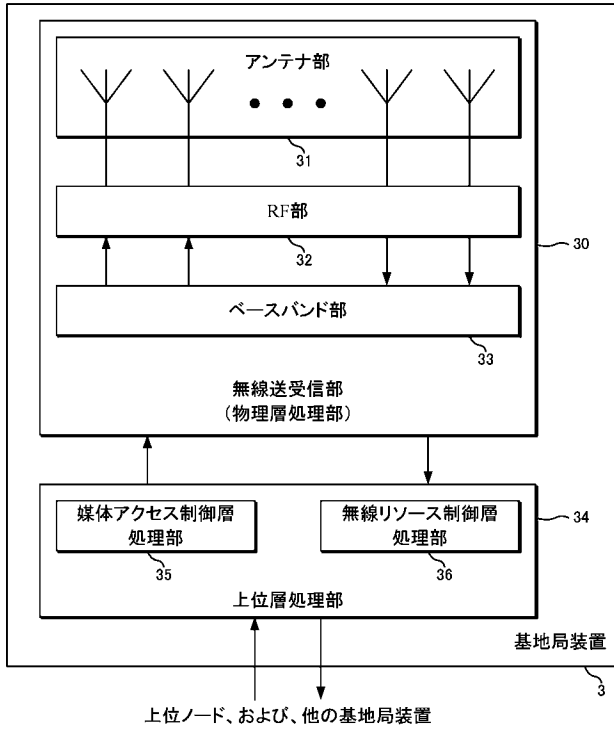 アンテナ部
31
RF部
32
30
ベースバンド部
33
無線送受信部
(物理層処理部)
媒体アクセス制御層
処理部
35
無線リソース制御層
処理部
36
34
上位層処理部
基地局装置
3
上位ノード、および、他の基地局装置